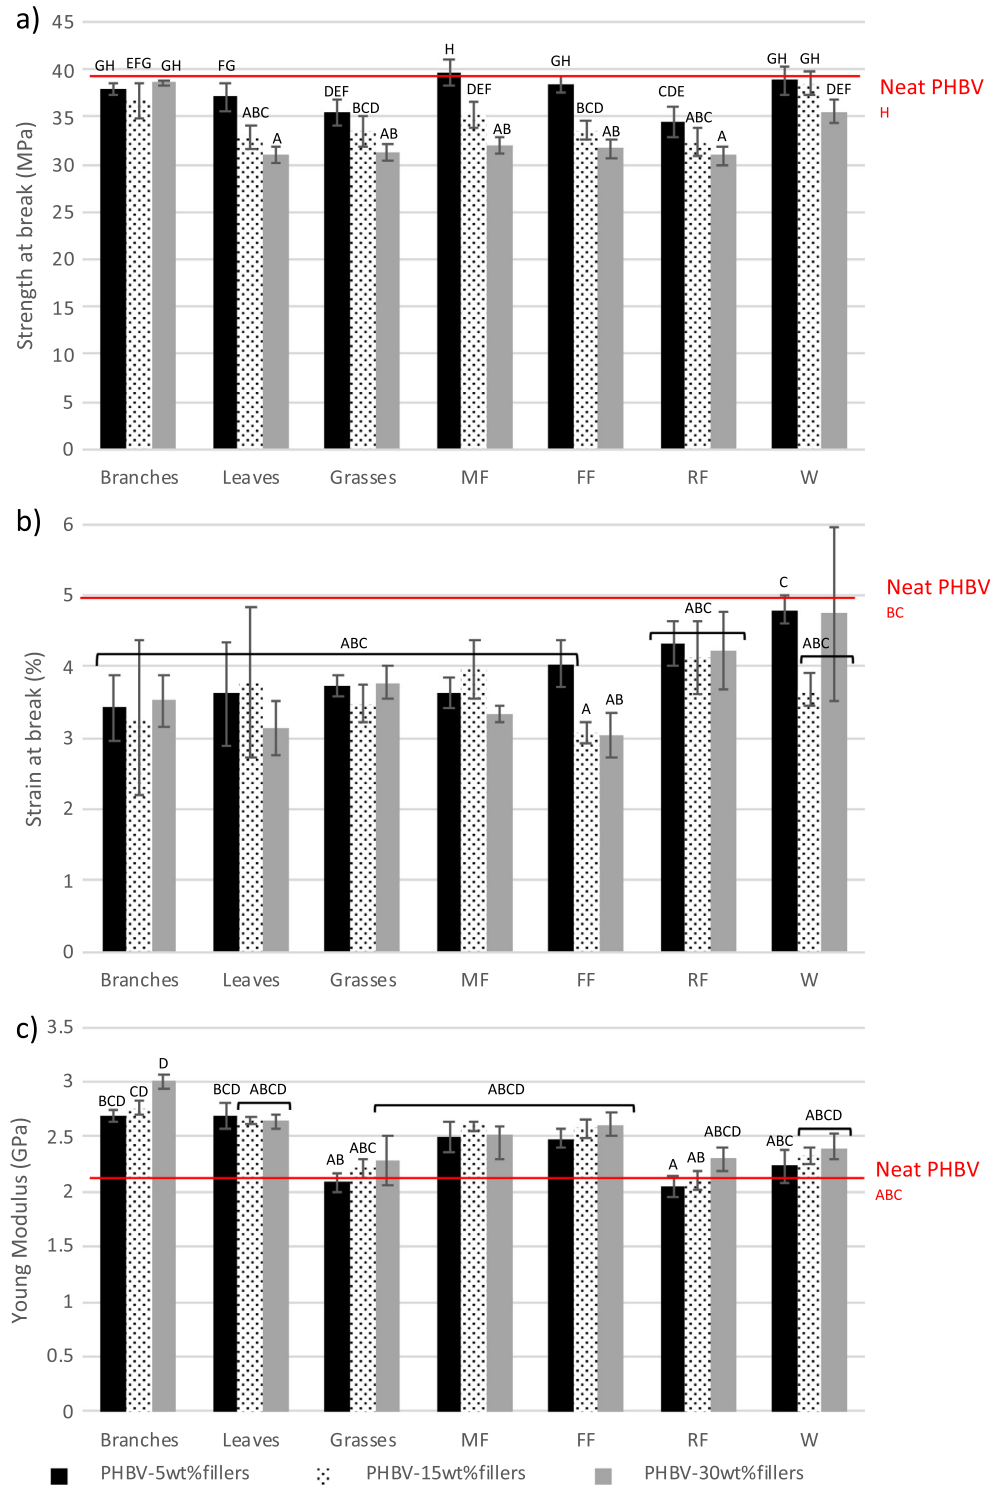 a)
45
40
35
30
25
20
15
10
5
0
Strength at break (MPa)
GH EFG GH FG ABC A DEF BCD AB H DEF AB GH BCD AB CDE ABC A GH GH DEF
Neat PHBV
H
Branches Leaves Grasses MF FF RF W
b)
6
5
4
3
2
1
0
Strain at break (%)
ABC A AB ABC C ABC
Neat PHBV
BC
Branches Leaves Grasses MF FF RF W
c)
3.5
3
2.5
2
1.5
1
0.5
0
Young Modulus (GPa)
BCD CD D BCD ABCD AB ABC ABCD A AB ABCD ABC ABCD
Neat PHBV
ABC
Branches Leaves Grasses MF FF RF W
PHBV-5wt%fillers PHBV-15wt%fillers PHBV-30wt%fillers